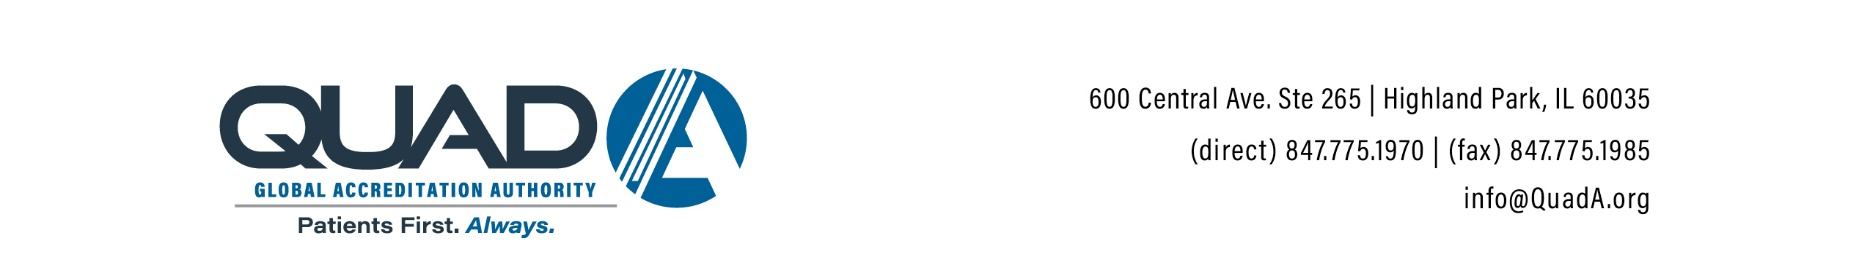 QUAD A
GLOBAL ACCREDITATION AUTHORITY
Patients First. Always.
600 Central Ave. Ste 265 | Highland Park, IL 60035
(direct) 847.775.1970 | (fax) 847.775.1985
info@QuadA.org